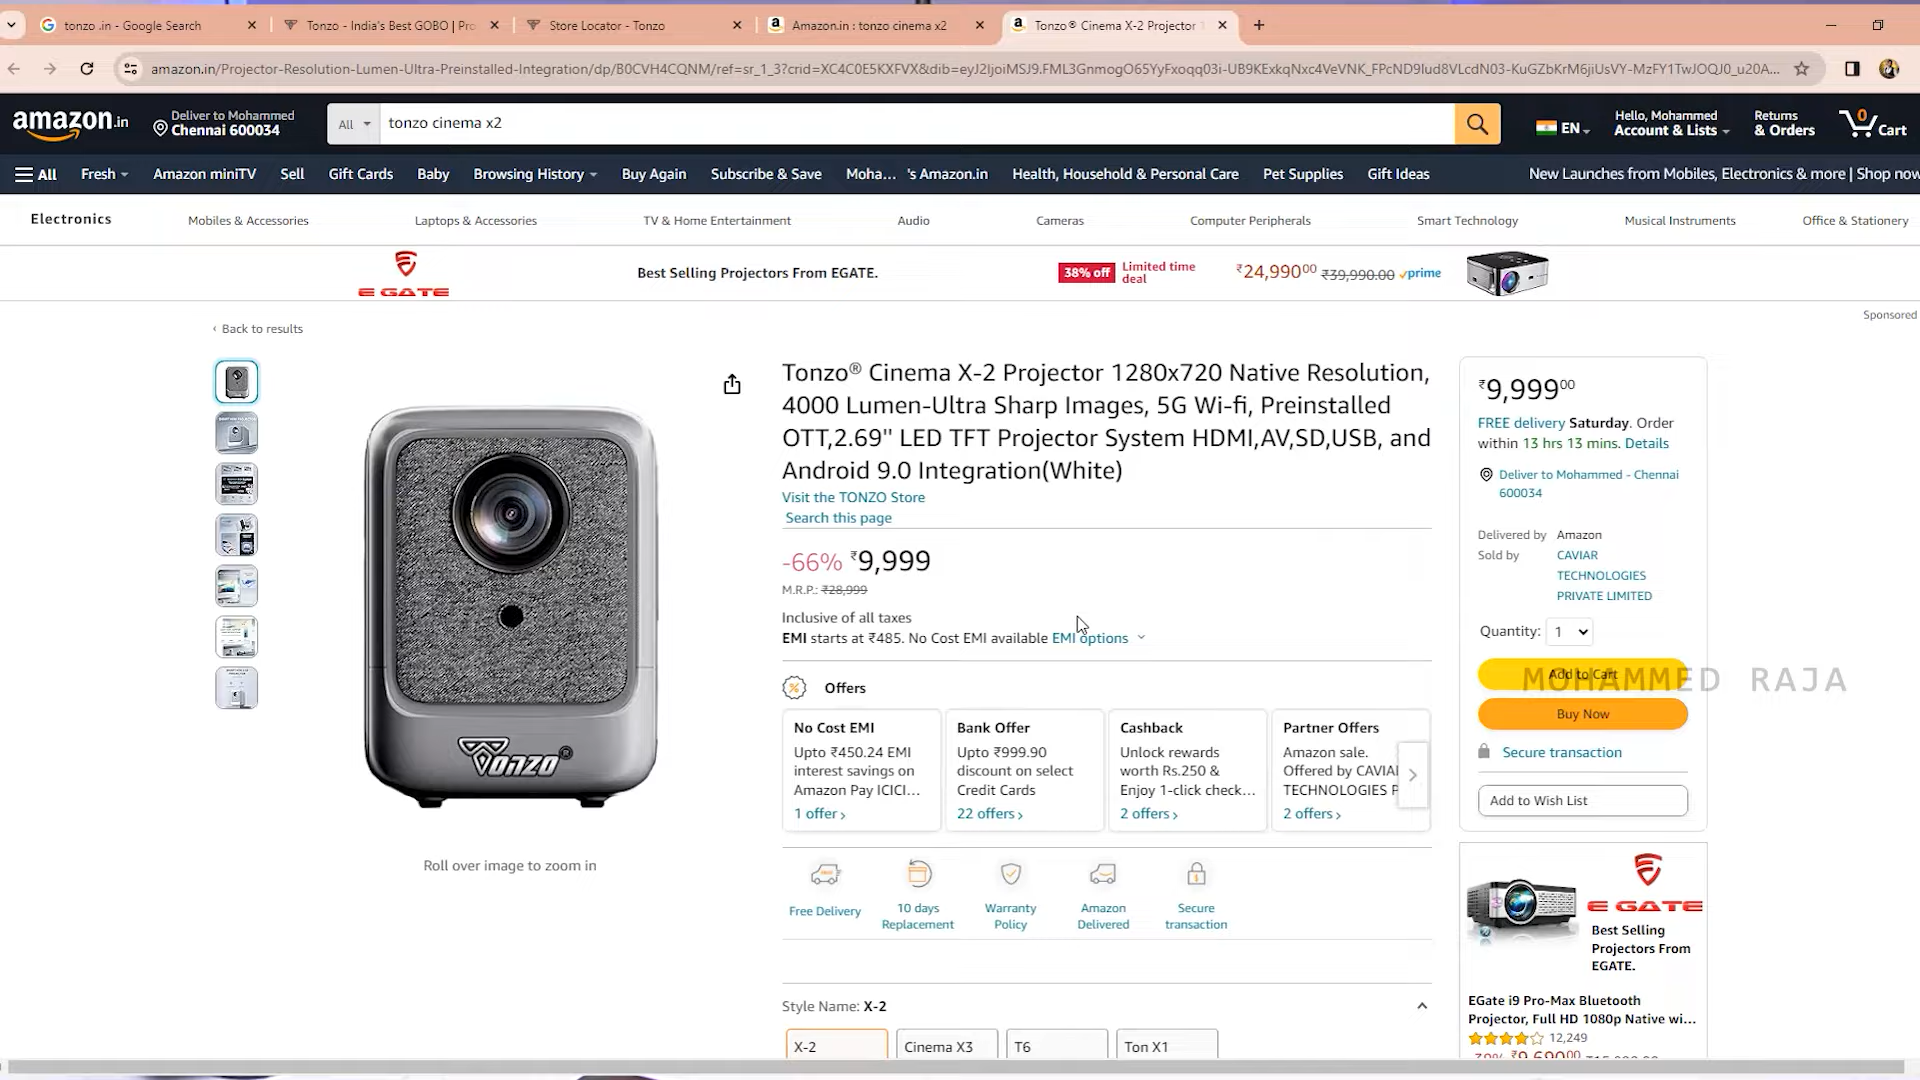 tonzo .in - Google Search
Tonzo - India's Best GOBO | Pro
Store Locator - Tonzo
Amazon.in : tonzo cinema x2
Tonzo® Cinema X-2 Projector 1
amazon.in/Projector-Resolution-Lumen-Ultra-Preinstalled-Integration/dp/B0CVH4CQNM/ref=sr_1_3?crid=XC4C0E5KXFVX&dib=eyJ2IjoiMSJ9.FML3GnmogO65YyFxoqq03i-UB9KExkqNxc4VeVNK_FPcND9Iud8VLcdN03-KuGZbKrM6jiUsVY-MzFY1TwJOQJ0_u20A...
amazon.in
Deliver to Mohammed
Chennai 600034
All
tonzo cinema x2
EN
Hello, Mohammed
Account & Lists
Returns
& Orders
0
Cart
All
Fresh
Amazon miniTV
Sell
Gift Cards
Baby
Browsing History
Buy Again
Subscribe & Save
Moha... 's Amazon.in
Health, Household & Personal Care
Pet Supplies
Gift Ideas
New Launches from Mobiles, Electronics & more | Shop now
Electronics
Mobiles & Accessories
Laptops & Accessories
TV & Home Entertainment
Audio
Cameras
Computer Peripherals
Smart Technology
Musical Instruments
Office & Stationery
E GATE
Best Selling Projectors From EGATE.
38% off
Limited time
deal
₹24,990.00 ₹39,990.00 prime
Sponsored
‹ Back to results
Tonzo® Cinema X-2 Projector 1280x720 Native Resolution,
4000 Lumen-Ultra Sharp Images, 5G Wi-fi, Preinstalled
OTT,2.69'' LED TFT Projector System HDMI,AV,SD,USB, and
Android 9.0 Integration(White)
Visit the TONZO Store
Search this page
-66% ₹9,999
M.R.P.: ₹28,999
Inclusive of all taxes
EMI starts at ₹485. No Cost EMI available EMI options
Offers
No Cost EMI
Upto ₹450.24 EMI
interest savings on
Amazon Pay ICICI...
1 offer ›
Bank Offer
Upto ₹999.90
discount on select
Credit Cards
22 offers ›
Cashback
Unlock rewards
worth Rs.250 &
Enjoy 1-click check...
2 offers ›
Partner Offers
Amazon sale.
Offered by CAVIA
TECHNOLOGIES P
2 offers ›
Free Delivery
10 days
Replacement
Warranty
Policy
Amazon
Delivered
Secure
transaction
Style Name: X-2
X-2
Cinema X3
T6
Ton X1
Tonzo®
Roll over image to zoom in
₹9,999.00
FREE delivery Saturday. Order
within 13 hrs 13 mins. Details
Deliver to Mohammed - Chennai
600034
Delivered by Amazon
Sold by CAVIAR
TECHNOLOGIES
PRIVATE LIMITED
Quantity: 1
Add to Cart
MOHAMMED RAJA
Buy Now
Secure transaction
Add to Wish List
E GATE
Best Selling
Projectors From
EGATE.
EGate i9 Pro-Max Bluetooth
Projector, Full HD 1080p Native wi...
12,249